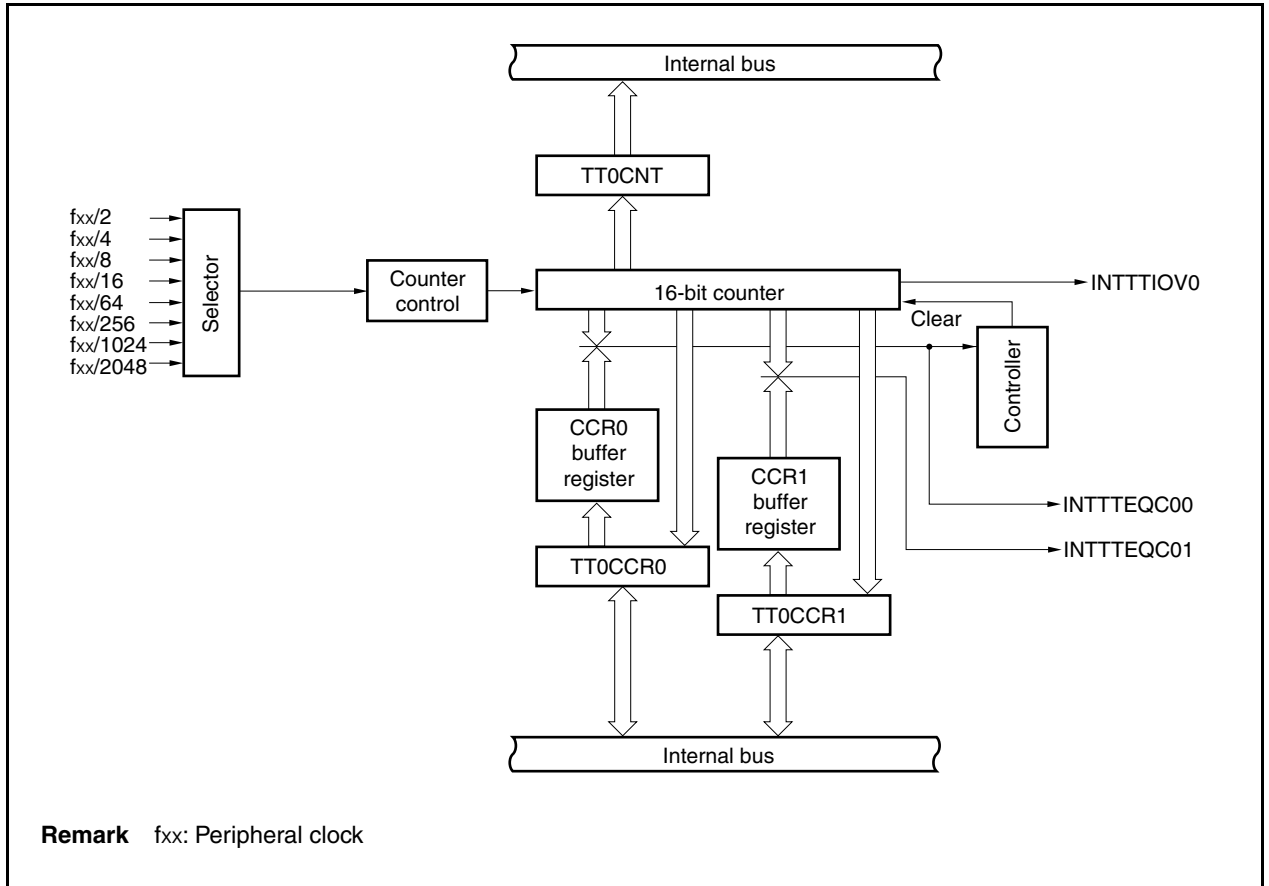 Internal bus
TT0CNT
fxx/2
fxx/4
fxx/8
fxx/16
fxx/64
fxx/256
fxx/1024
fxx/2048
Selector
Counter
control
16-bit counter
INTTTIOV0
Clear
Controller
CCR0
buffer
register
CCR1
buffer
register
INTTTEQC00
INTTTEQC01
TT0CCR0
TT0CCR1
Internal bus
Remark fxx: Peripheral clock